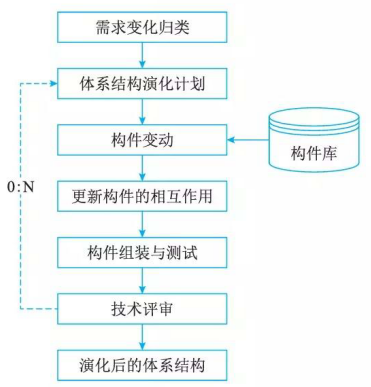 需求变化归类
体系结构演化计划
构件变动
构件库
更新构件的相互作用
0:N
构件组装与测试
技术评审
演化后的体系结构